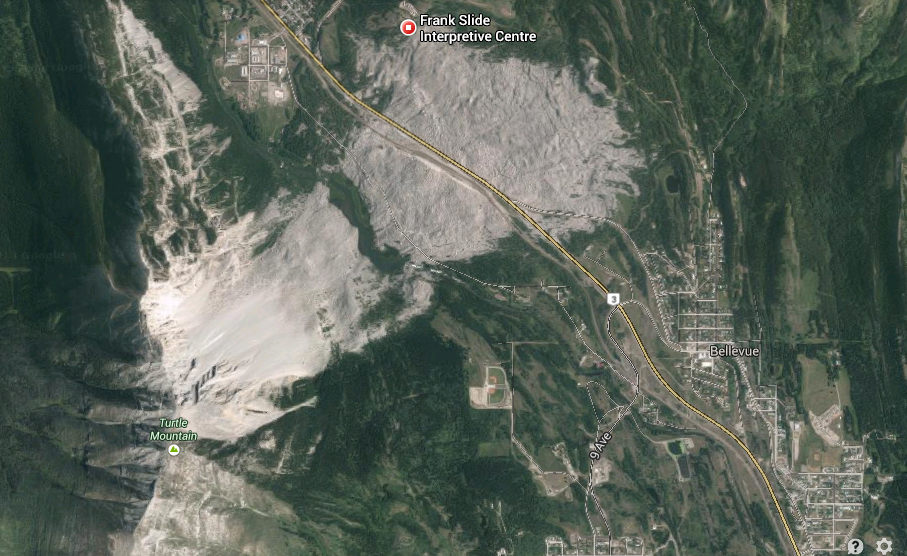 Frank Slide
Interpretive Centre
3
Bellevue
Turtle
Mountain
9 Ave
?